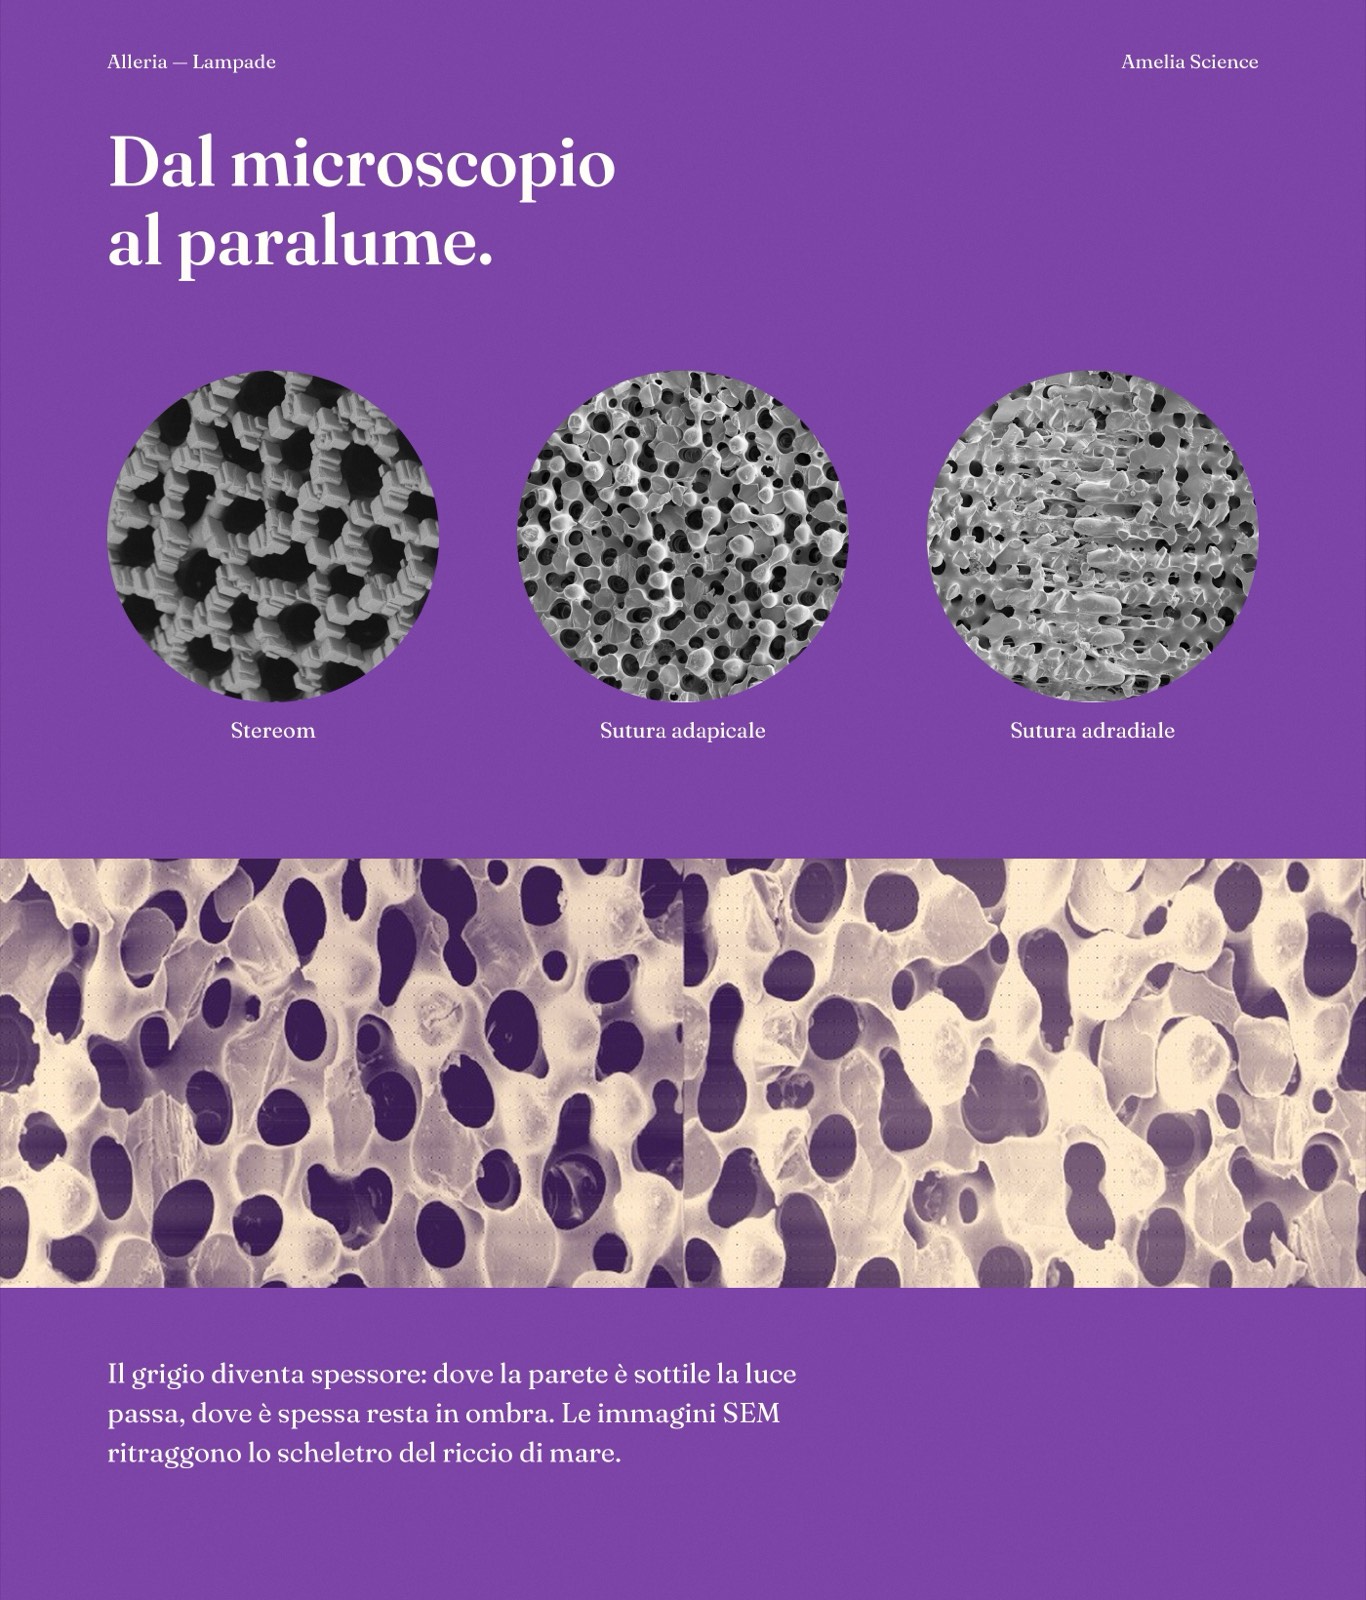 Alleria — Lampade
Amelia Science
Dal microscopio
al paralume.
Stereom
Sutura adapicale
Sutura adradiale
Il grigio diventa spessore: dove la parete è sottile la luce
passa, dove è spessa resta in ombra. Le immagini SEM
ritraggono lo scheletro del riccio di mare.